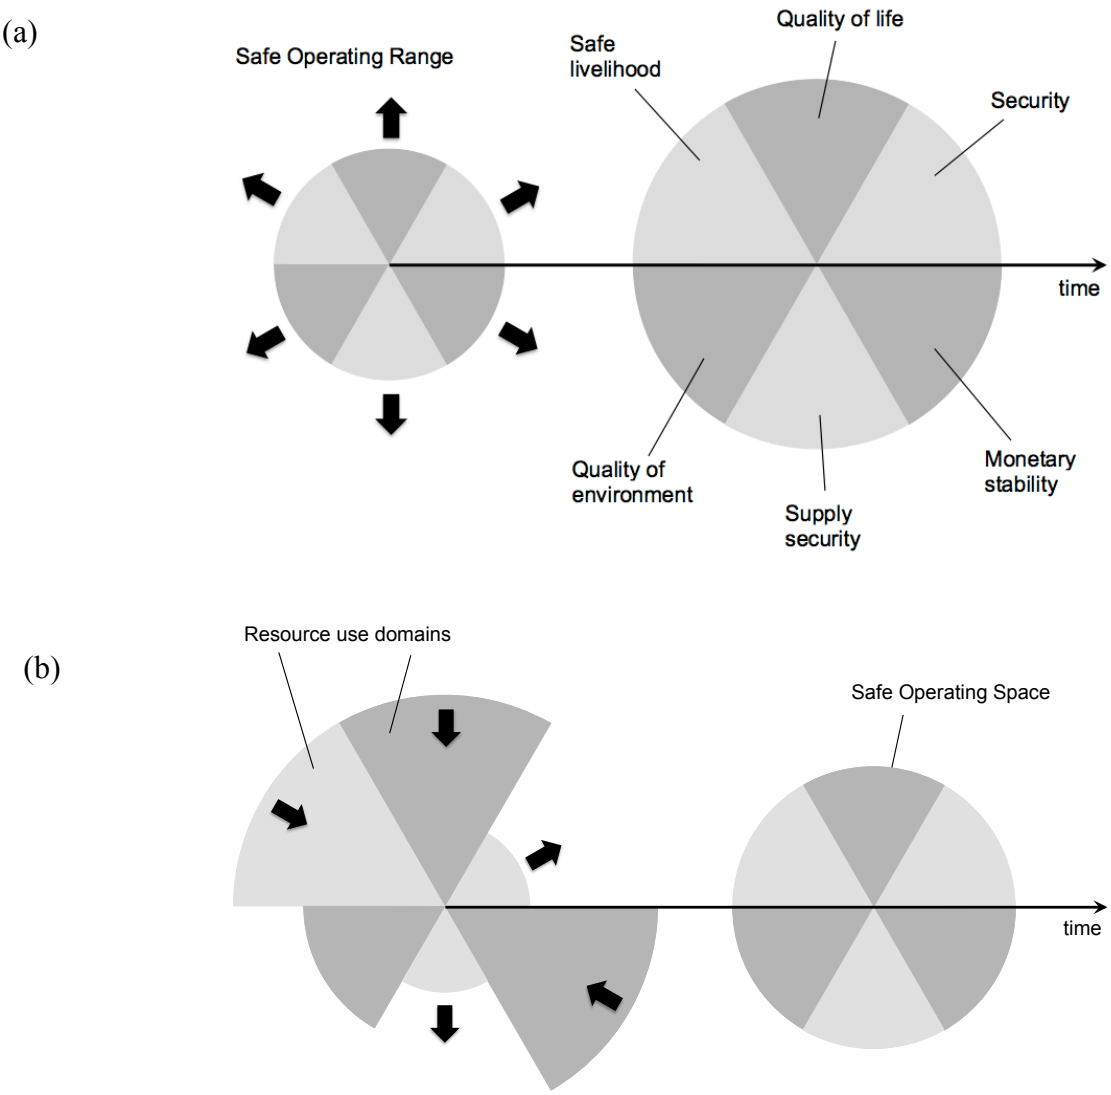 (a)
Safe Operating Range
Quality of life
Safe
livelihood
Security
time
Quality of
environment
Supply
security
Monetary
stability
(b)
Resource use domains
Safe Operating Space
time